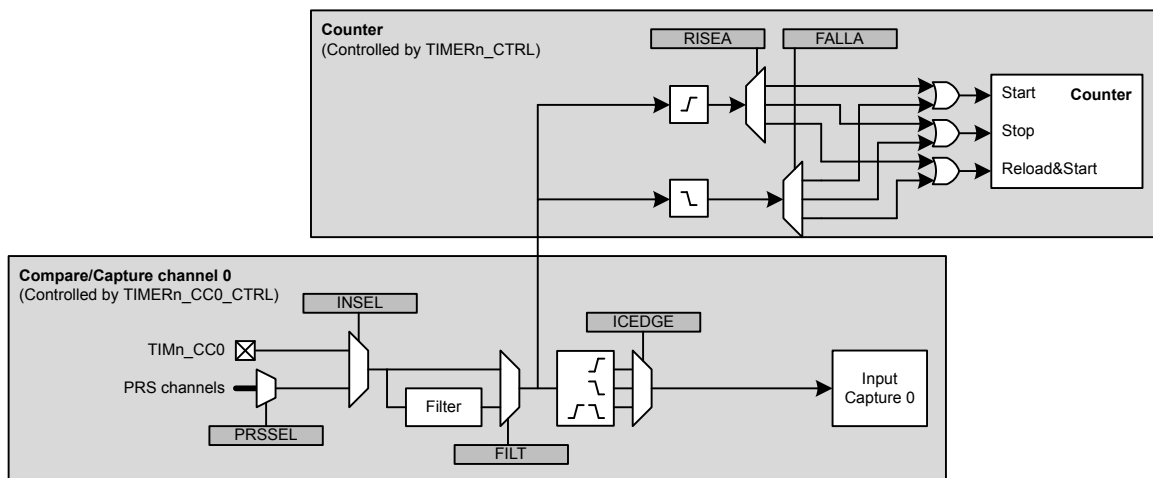 Counter
(Controlled by TIMERn_CTRL)
RISEA
FALLA
Start
Counter
Stop
Reload&Start
Compare/Capture channel 0
(Controlled by TIMERn_CC0_CTRL)
INSEL
ICEDGE
TIMn_CC0
PRS channels
Filter
Input
Capture 0
PRSSEL
FILT